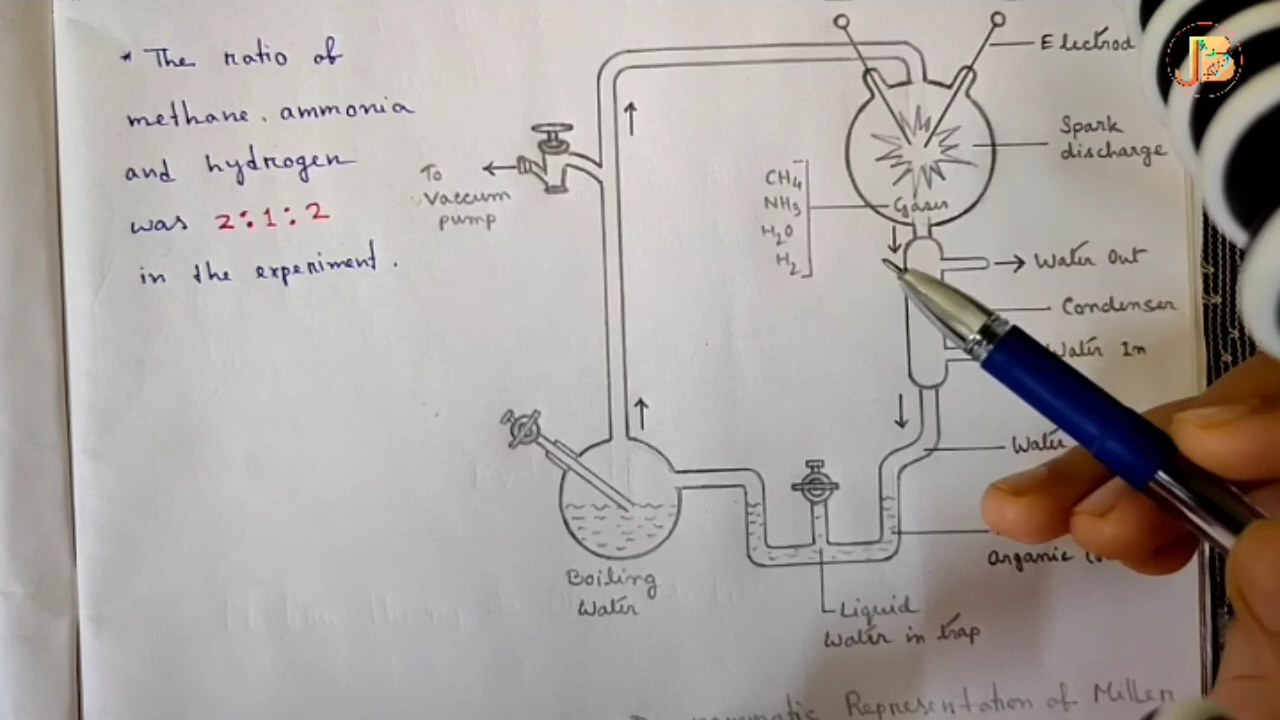 * The ratio of
methane. ammonia
and hydrogen
was 2:1:2
in the experiment.
To
Vaccum
pump
CH4
NH3
H2O
H2
Gases
Electrod
Spark
discharge
Water Out
Condenser
Water In
Water
arganic
Boiling
Water
Liquid
Water in trap
Representation of Miller
JB